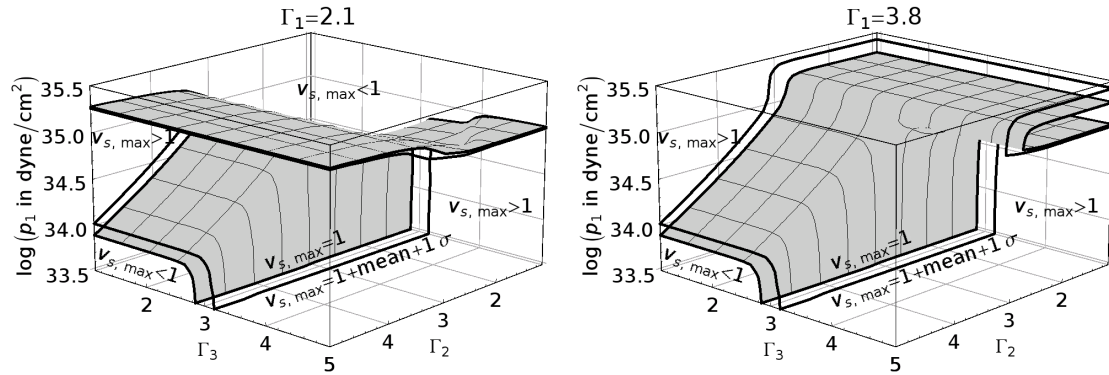 Γ1=2.1
log (p1 in dyne/cm2)
35.5
35.0
34.5
34.0
33.5
vs, max<1
vs, max>1
vs, max>1
vs, max<1
vs, max=1
vs, max=1+mean+1 σ
2
3
4
5
Γ3
4
3
2
Γ2
Γ1=3.8
log (p1 in dyne/cm2)
35.5
35.0
34.5
34.0
33.5
vs, max>1
vs, max>1
vs, max<1
vs, max=1
vs, max=1+mean+1 σ
2
3
4
5
Γ3
4
3
2
Γ2